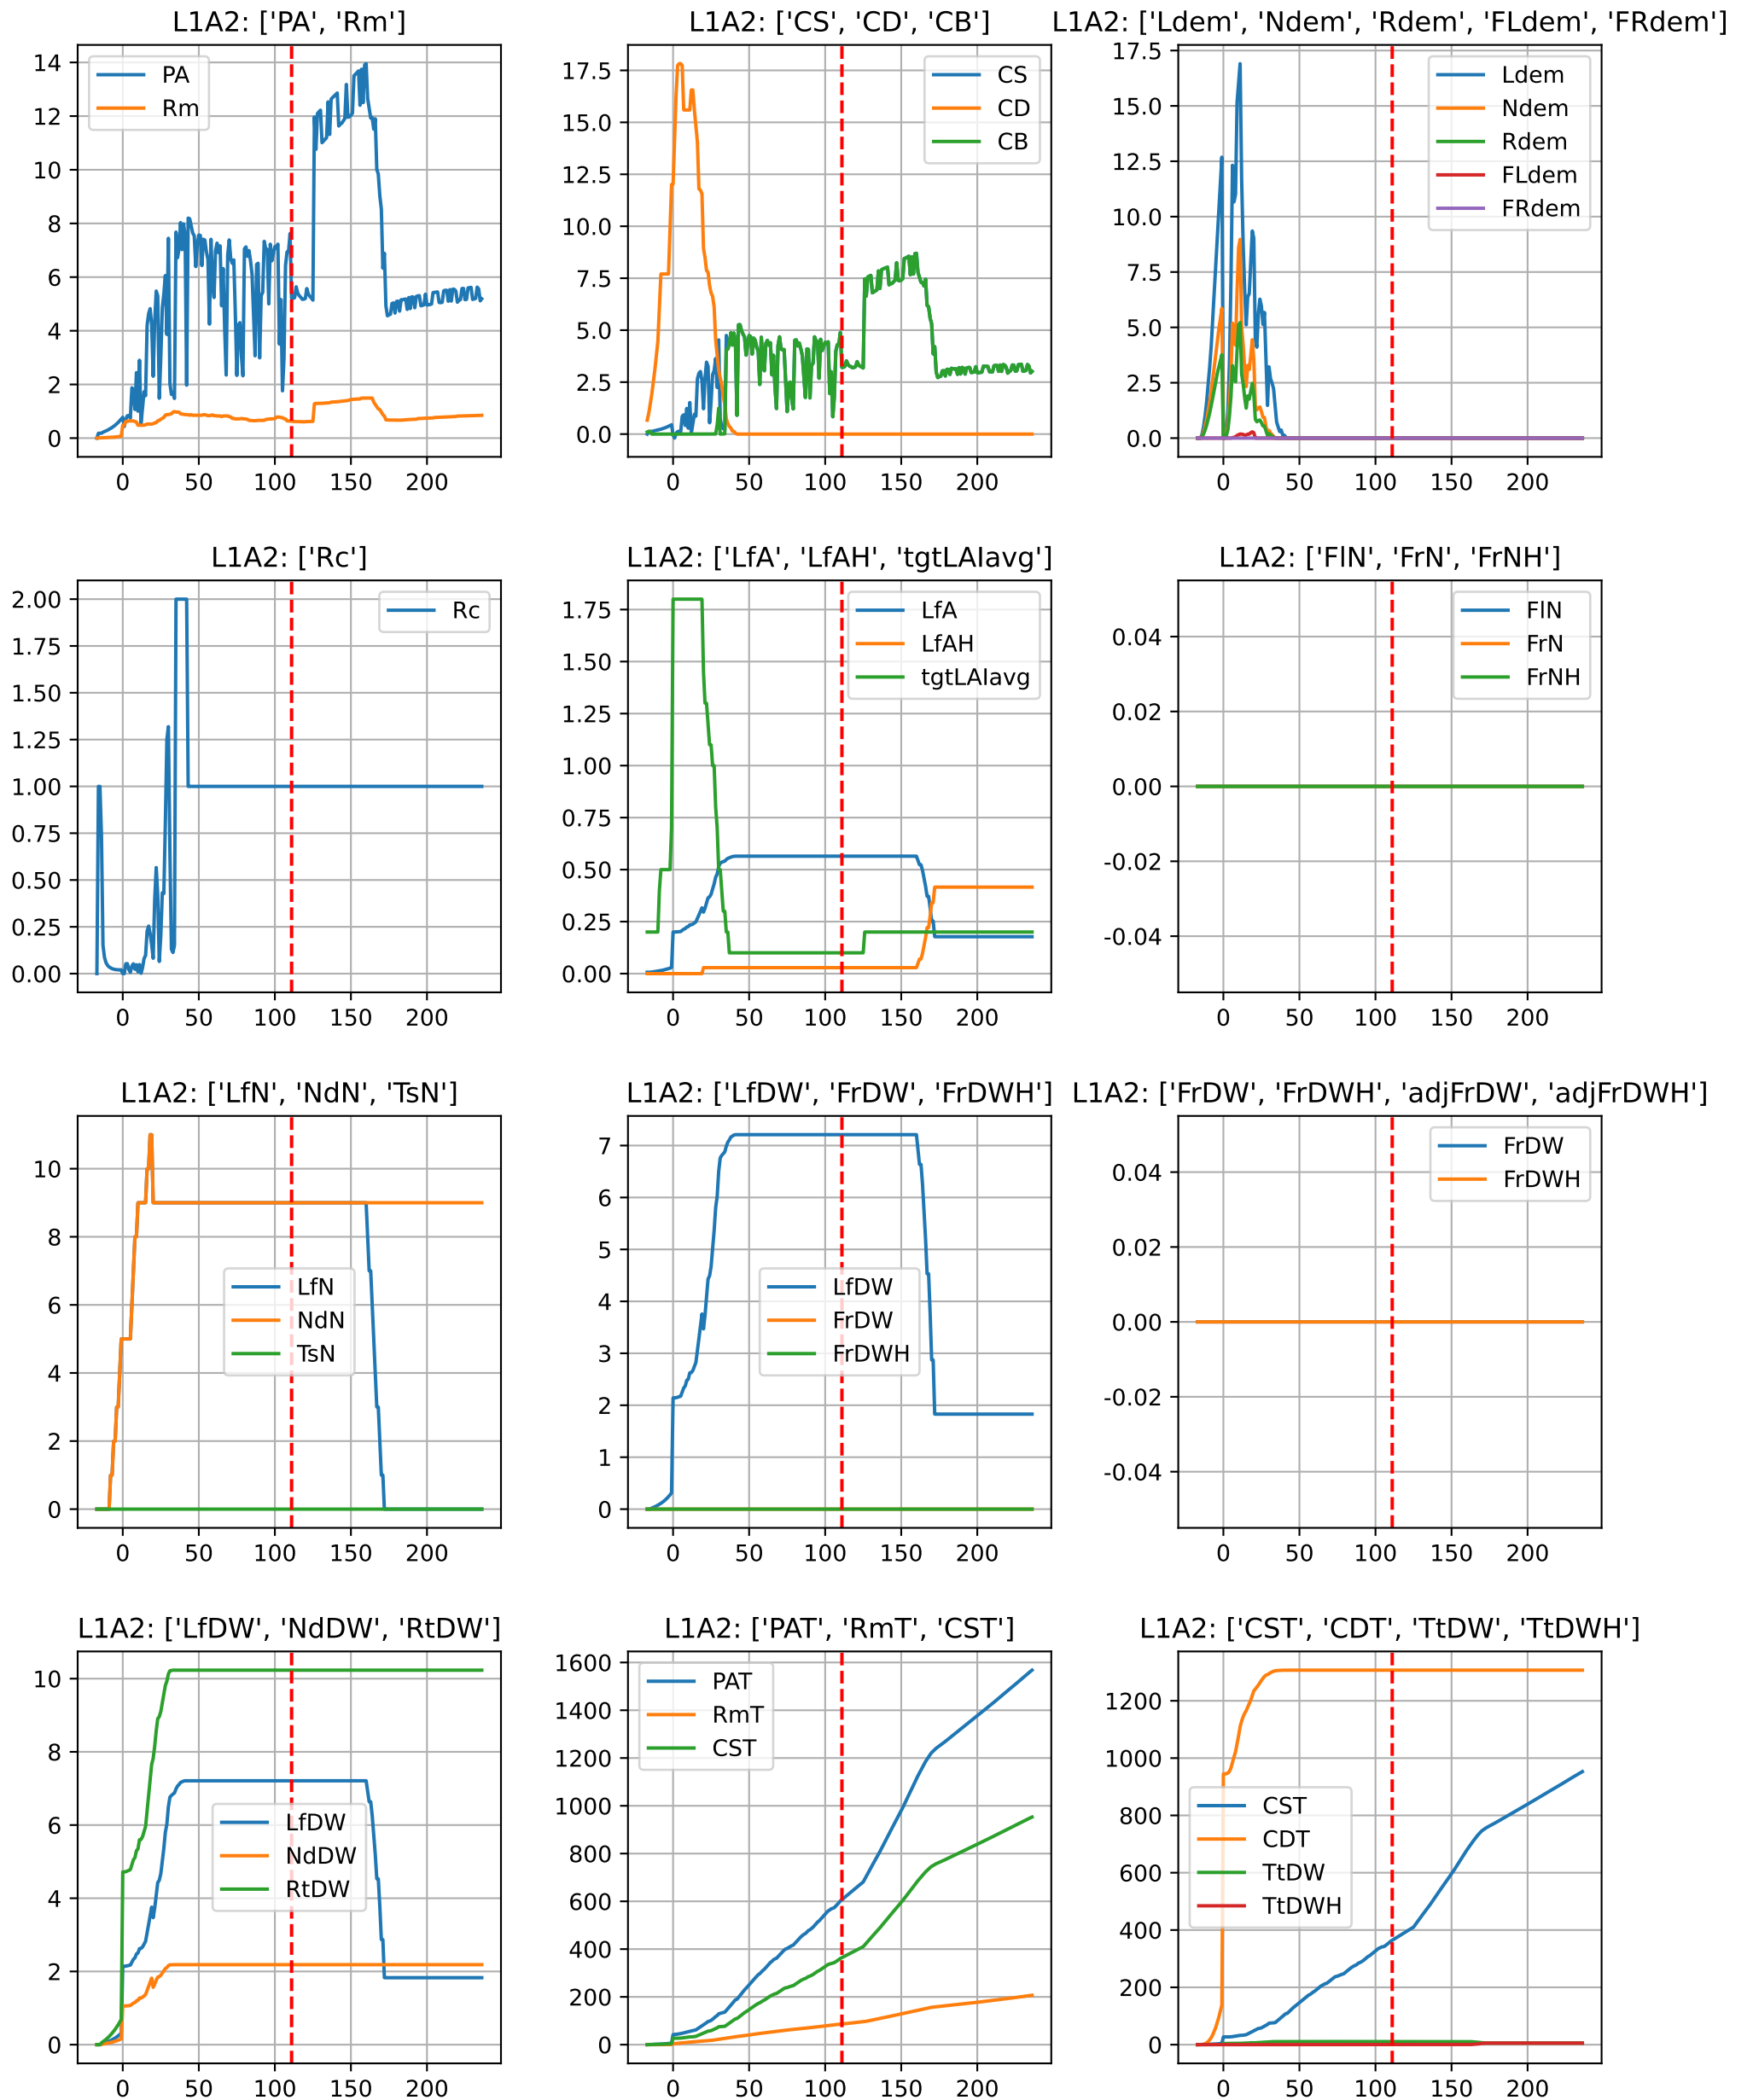 L1A2: ['PA', 'Rm']
14
12
10
8
6
4
2
0
0 50 100 150 200
PA
Rm
L1A2: ['CS', 'CD', 'CB']
17.5
15.0
12.5
10.0
7.5
5.0
2.5
0.0
0 50 100 150 200
CS
CD
CB
L1A2: ['Ldem', 'Ndem', 'Rdem', 'FLdem', 'FRdem']
17.5
15.0
12.5
10.0
7.5
5.0
2.5
0.0
0 50 100 150 200
Ldem
Ndem
Rdem
FLdem
FRdem
L1A2: ['Rc']
2.00
1.75
1.50
1.25
1.00
0.75
0.50
0.25
0.00
0 50 100 150 200
Rc
L1A2: ['LfA', 'LfAH', 'tgtLAIavg']
1.75
1.50
1.25
1.00
0.75
0.50
0.25
0.00
0 50 100 150 200
LfA
LfAH
tgtLAIavg
L1A2: ['FlN', 'FrN', 'FrNH']
0.04
0.02
0.00
-0.02
-0.04
0 50 100 150 200
FlN
FrN
FrNH
L1A2: ['LfN', 'NdN', 'TsN']
10
8
6
4
2
0
0 50 100 150 200
LfN
NdN
TsN
L1A2: ['LfDW', 'FrDW', 'FrDWH']
7
6
5
4
3
2
1
0
0 50 100 150 200
LfDW
FrDW
FrDWH
L1A2: ['FrDW', 'FrDWH', 'adjFrDW', 'adjFrDWH']
0.04
0.02
0.00
-0.02
-0.04
0 50 100 150 200
FrDW
FrDWH
L1A2: ['LfDW', 'NdDW', 'RtDW']
10
8
6
4
2
0
0 50 100 150 200
LfDW
NdDW
RtDW
L1A2: ['PAT', 'RmT', 'CST']
1600
1400
1200
1000
800
600
400
200
0
0 50 100 150 200
PAT
RmT
CST
L1A2: ['CST', 'CDT', 'TtDW', 'TtDWH']
1200
1000
800
600
400
200
0
0 50 100 150 200
CST
CDT
TtDW
TtDWH